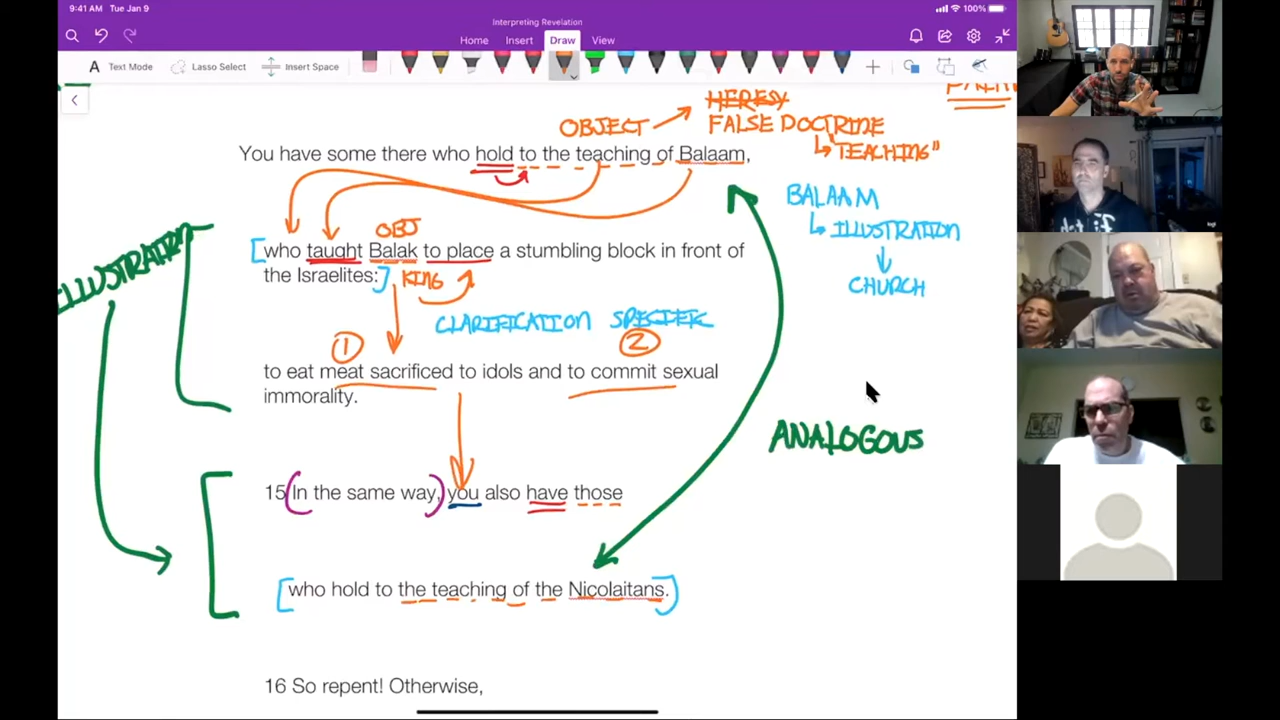 9:41 AM Tue Jan 9
100%
Interpreting Revelation
Home Insert Draw View
A Text Mode Lasso Select Insert Space
HERESY
OBJECT
FALSE DOCTRINE
"TEACHING"
You have some there who hold to the teaching of Balaam,
BALAAM
ILLUSTRATION
CHURCH
OBJ
[who taught Balak to place a stumbling block in front of
the Israelites:]
KING
ILLUSTRATION
CLARIFICATION SPECIFIC
1
2
to eat meat sacrificed to idols and to commit sexual
immorality.
ANALOGOUS
15(In the same way,) you also have those
[who hold to the teaching of the Nicolaitans.]
16 So repent! Otherwise,